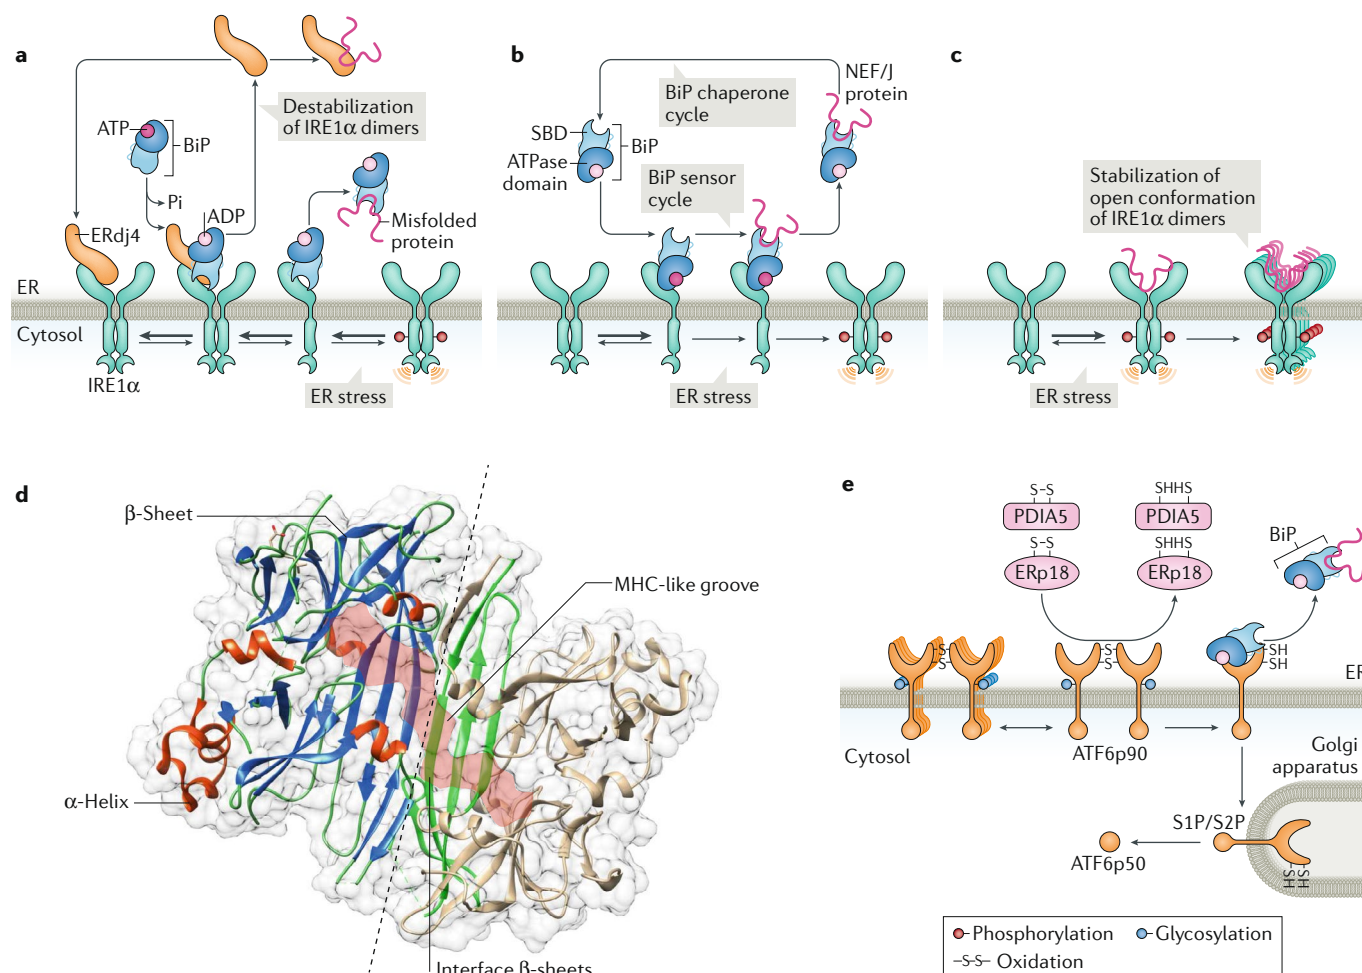 a
ATP
BiP
Pi
ADP
ERdj4
Destabilization
of IRE1α dimers
Misfolded
protein
ER
Cytosol
IRE1α
ER stress
b
BiP chaperone
cycle
NEF/J
protein
SBD
BiP
ATPase
domain
BiP sensor
cycle
ER stress
c
Stabilization of
open conformation
of IRE1α dimers
ER stress
d
β-Sheet
MHC-like groove
α-Helix
Interface β-sheets
e
S-S
PDIA5
S-S
ERp18
SHHS
PDIA5
SHHS
ERp18
BiP
S
S
S
S
SH
SH
ER
Cytosol
ATF6p90
Golgi
apparatus
S1P/S2P
ATF6p50
SH
SH
Phosphorylation
Glycosylation
-S-S- Oxidation